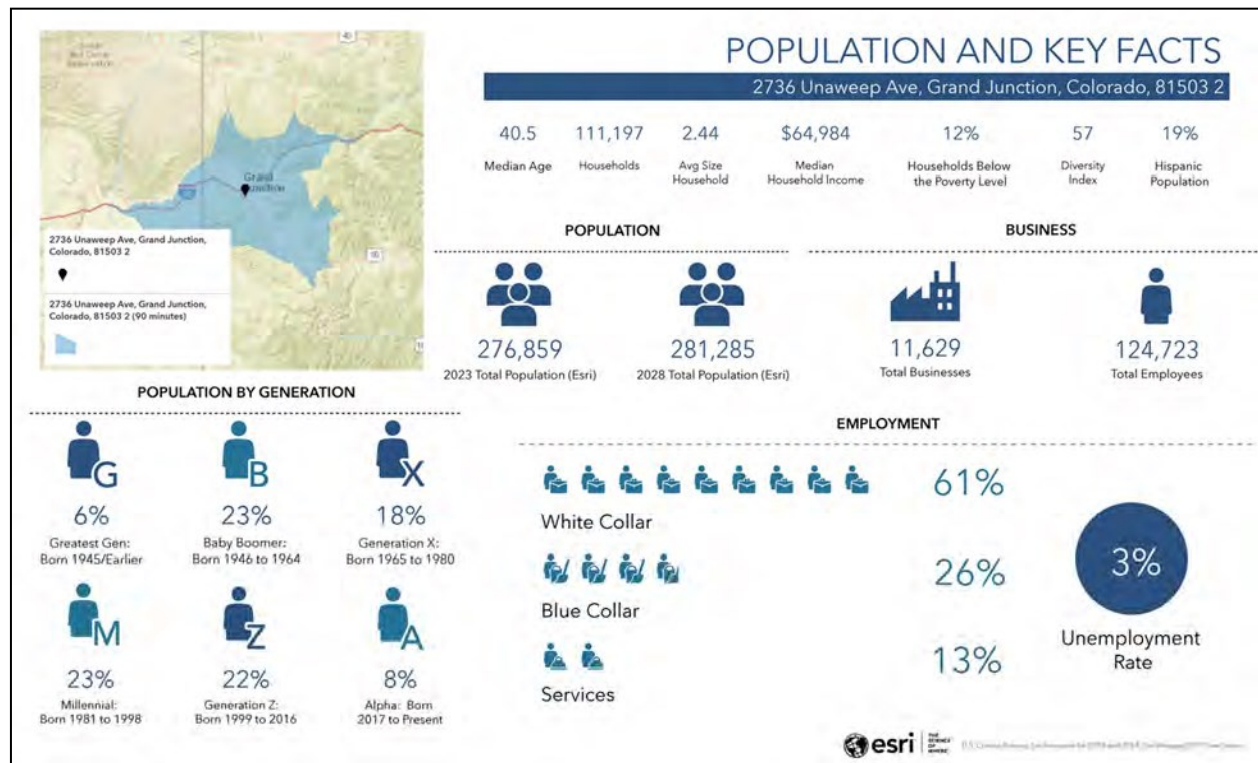 POPULATION AND KEY FACTS
2736 Unaweep Ave, Grand Junction, Colorado, 81503 2
40.5
Median Age
111,197
Households
2.44
Avg Size
Household
$64,984
Median
Household Income
12%
Households Below
the Poverty Level
57
Diversity
Index
19%
Hispanic
Population
40
Grand
Junction
50
2736 Unaweep Ave, Grand Junction,
Colorado, 81503 2
2736 Unaweep Ave, Grand Junction,
Colorado, 81503 2 (90 minutes)
POPULATION
276,859
2023 Total Population (Esri)
281,285
2028 Total Population (Esri)
BUSINESS
11,629
Total Businesses
124,723
Total Employees
POPULATION BY GENERATION
G
6%
Greatest Gen:
Born 1945/Earlier
B
23%
Baby Boomer:
Born 1946 to 1964
X
18%
Generation X:
Born 1965 to 1980
M
23%
Millennial:
Born 1981 to 1998
Z
22%
Generation Z:
Born 1999 to 2016
A
8%
Alpha: Born
2017 to Present
EMPLOYMENT
61%
White Collar
26%
Blue Collar
13%
Services
3%
Unemployment
Rate
esri
THE
SCIENCE
OF
WHERE